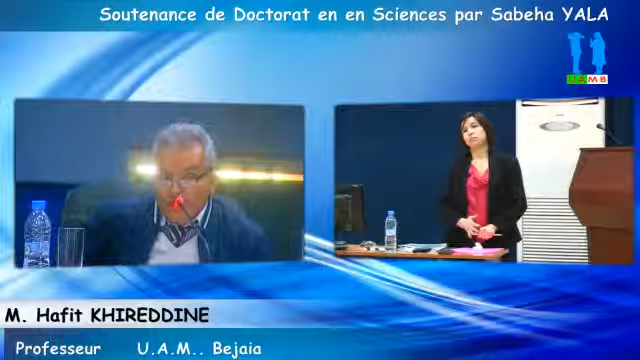 Soutenance de Doctorat en en Sciences par Sabeha YALA
U A M B
M. Hafit KHIREDDINE
Professeur U.A.M.. Bejaia